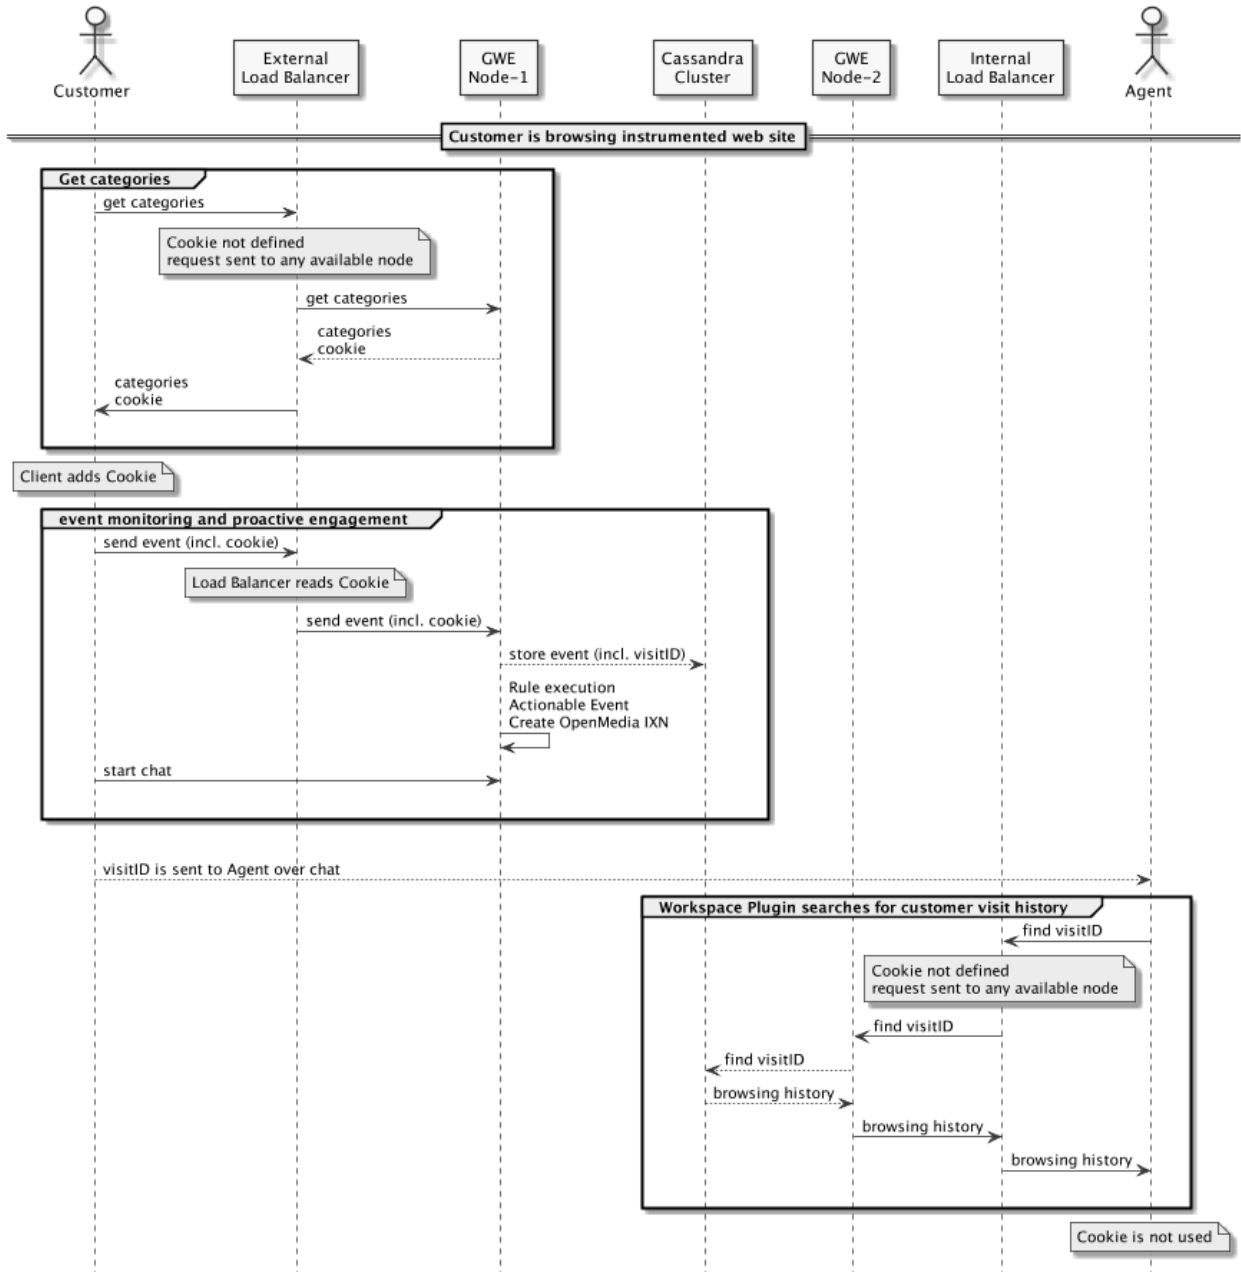 Customer
External
Load Balancer
GWE
Node-1
Cassandra
Cluster
GWE
Node-2
Internal
Load Balancer
Agent
Customer is browsing instrumented web site
Get categories
get categories
Cookie not defined
request sent to any available node
get categories
categories
cookie
categories
cookie
Client adds Cookie
event monitoring and proactive engagement
send event (incl. cookie)
Load Balancer reads Cookie
send event (incl. cookie)
store event (incl. visitID)
Rule execution
Actionable Event
Create OpenMedia IXN
start chat
visitID is sent to Agent over chat
Workspace Plugin searches for customer visit history
find visitID
Cookie not defined
request sent to any available node
find visitID
find visitID
browsing history
browsing history
browsing history
Cookie is not used